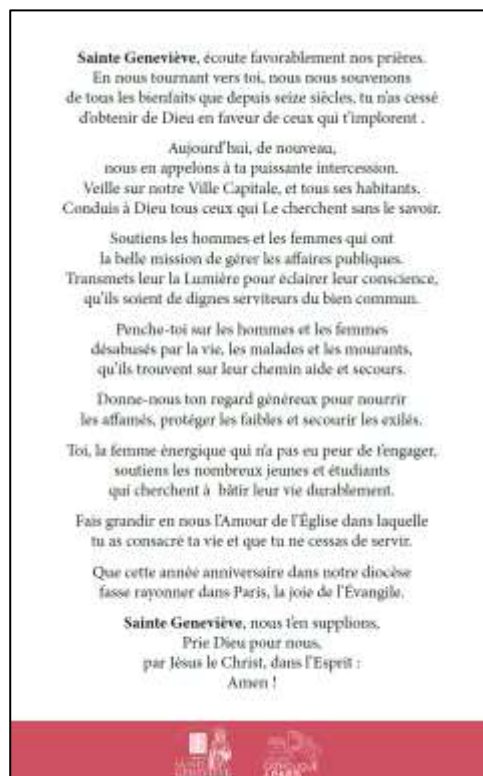 Sainte Geneviève, écoute favorablement nos prières.
En nous tournant vers toi, nous nous souvenons
de tous les bienfaits que depuis seize siècles, tu n'as cessé
d'obtenir de Dieu en faveur de ceux qui t'implorent .
Aujourd'hui, de nouveau,
nous en appelons à ta puissante intercession.
Veille sur notre Ville Capitale, et tous ses habitants.
Conduis à Dieu tous ceux qui Le cherchent sans le savoir.
Soutiens les hommes et les femmes qui ont
la belle mission de gérer les affaires publiques.
Transmets leur la Lumière pour éclairer leur conscience,
qu'ils soient de dignes serviteurs du bien commun.
Penche-toi sur les hommes et les femmes
désabusés par la vie, les malades et les mourants,
qu'ils trouvent sur leur chemin aide et secours.
Donne-nous ton regard généreux pour nourrir
les affamés, protéger les faibles et secourir les exilés.
Toi, la femme énergique qui n'a pas eu peur de t'engager,
soutiens les nombreux jeunes et étudiants
qui cherchent à bâtir leur vie durablement.
Fais grandir en nous l'Amour de l'Église dans laquelle
tu as consacré ta vie et que tu ne cessas de servir.
Que cette année anniversaire dans notre diocèse
fasse rayonner dans Paris, la joie de l'Évangile.
Sainte Geneviève, nous t'en supplions,
Prie Dieu pour nous,
par Jésus le Christ, dans l'Esprit :
Amen !